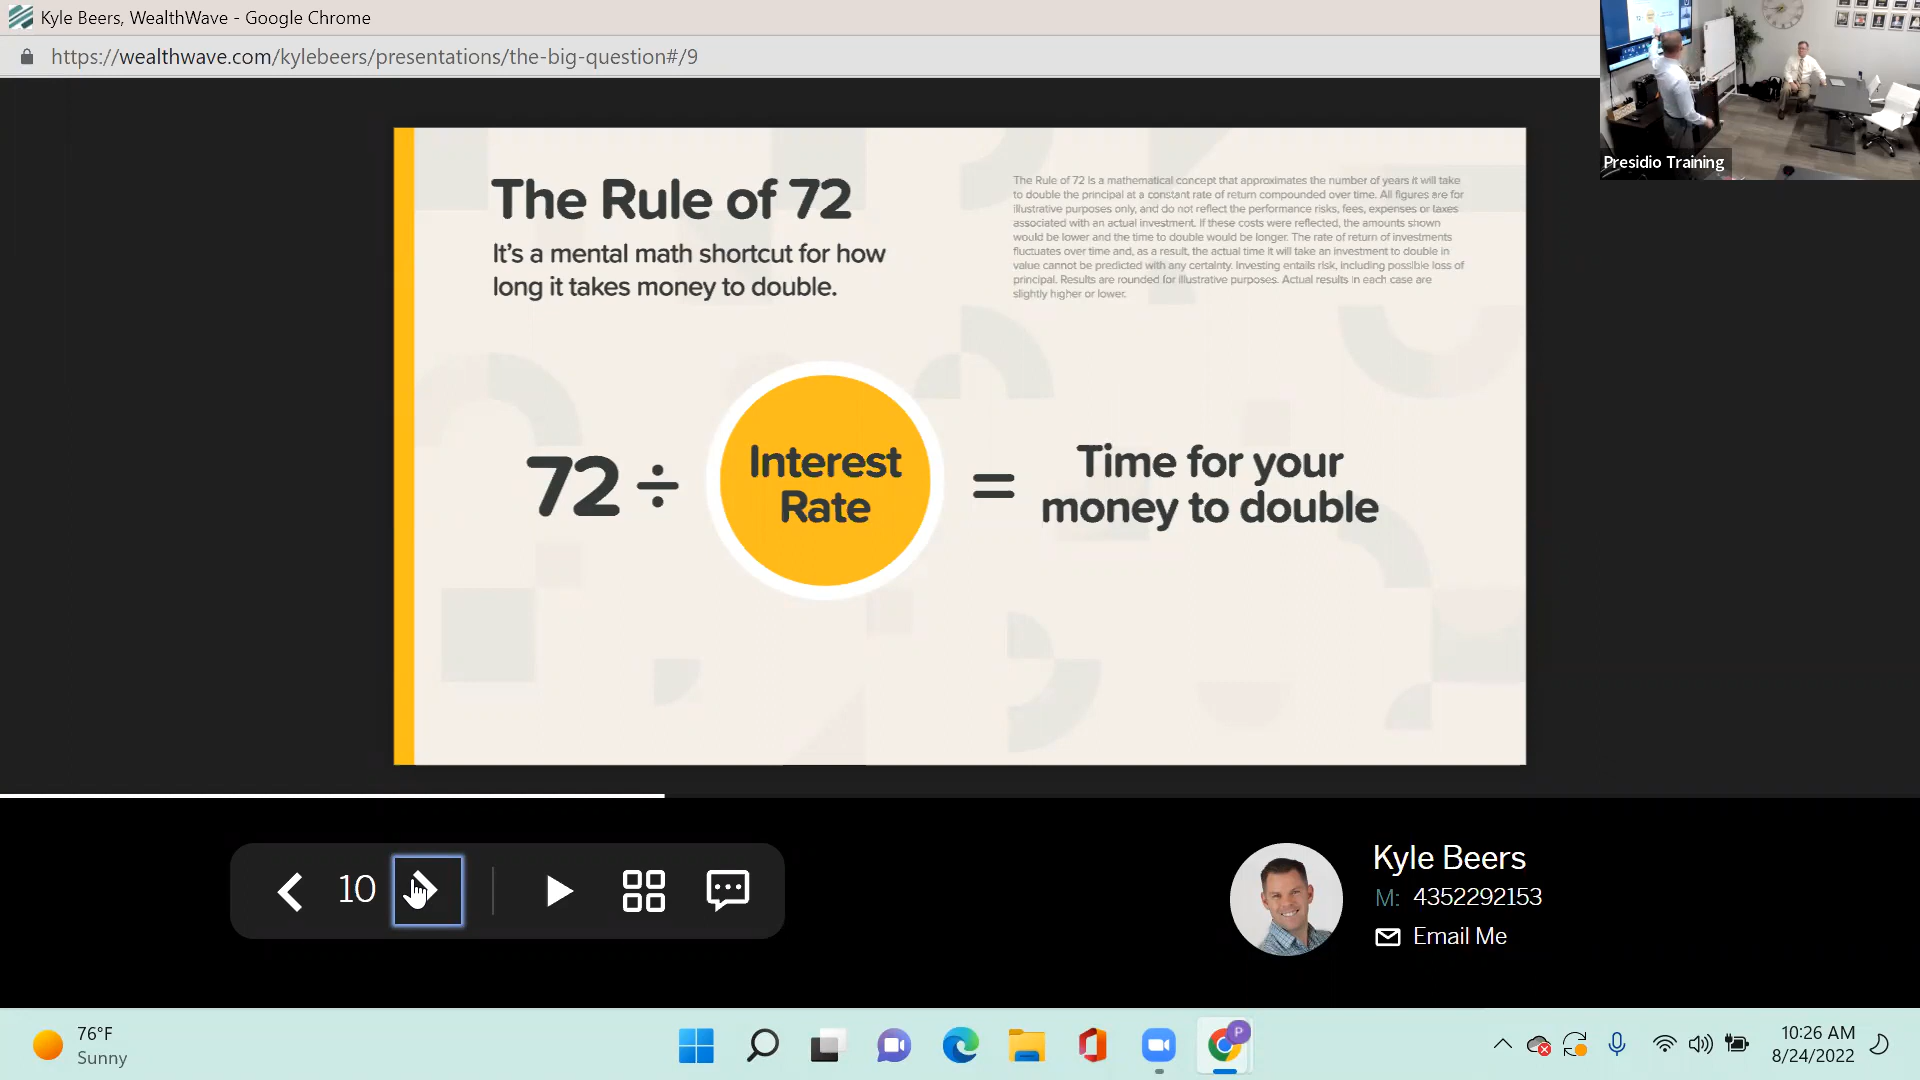 Kyle Beers, WealthWave - Google Chrome
https://wealthwave.com/kylebeers/presentations/the-big-question#/9
Presidio Training
The Rule of 72
It's a mental math shortcut for how
long it takes money to double.
The Rule of 72 is a mathematical concept that approximates the number of years it will take
to double the principal at a constant rate of return compounded over time. All figures are for
illustrative purposes only, and do not reflect the performance risks, fees, expenses or taxes
associated with an actual investment. If these costs were reflected, the amounts shown
would be lower and the time to double would be longer. The rate of return of investments
fluctuates over time and, as a result, the actual time it will take an investment to double in
value cannot be predicted with any certainty. Investing entails risk, including possible loss of
principal. Results are rounded for illustrative purposes. Actual results in each case are
slightly higher or lower.
72 ÷
Interest
Rate
=
Time for your
money to double
10
Kyle Beers
M: 4352292153
Email Me
76°F
Sunny
P
10:26 AM
8/24/2022